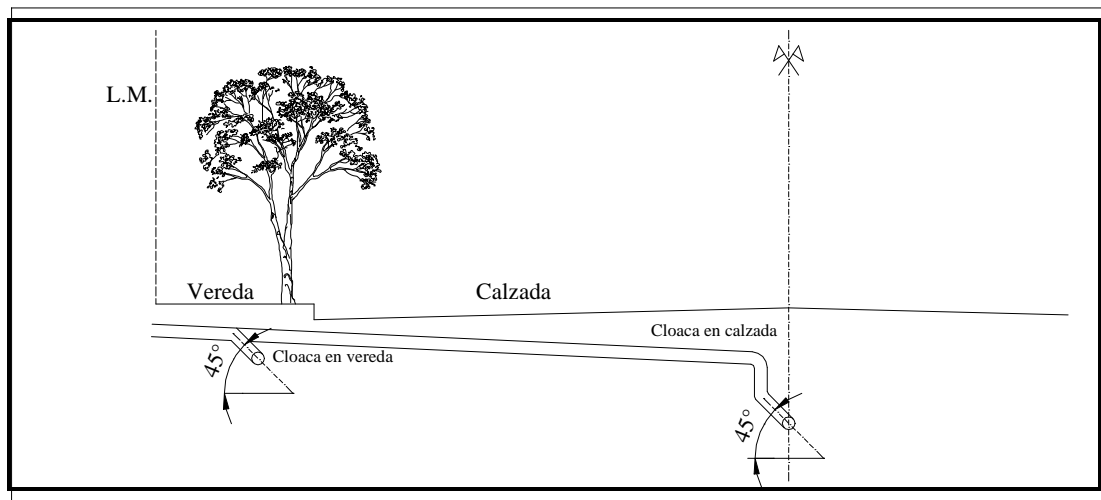 L.M.
Vereda
Calzada
Cloaca en calzada
Cloaca en vereda
45°
45°